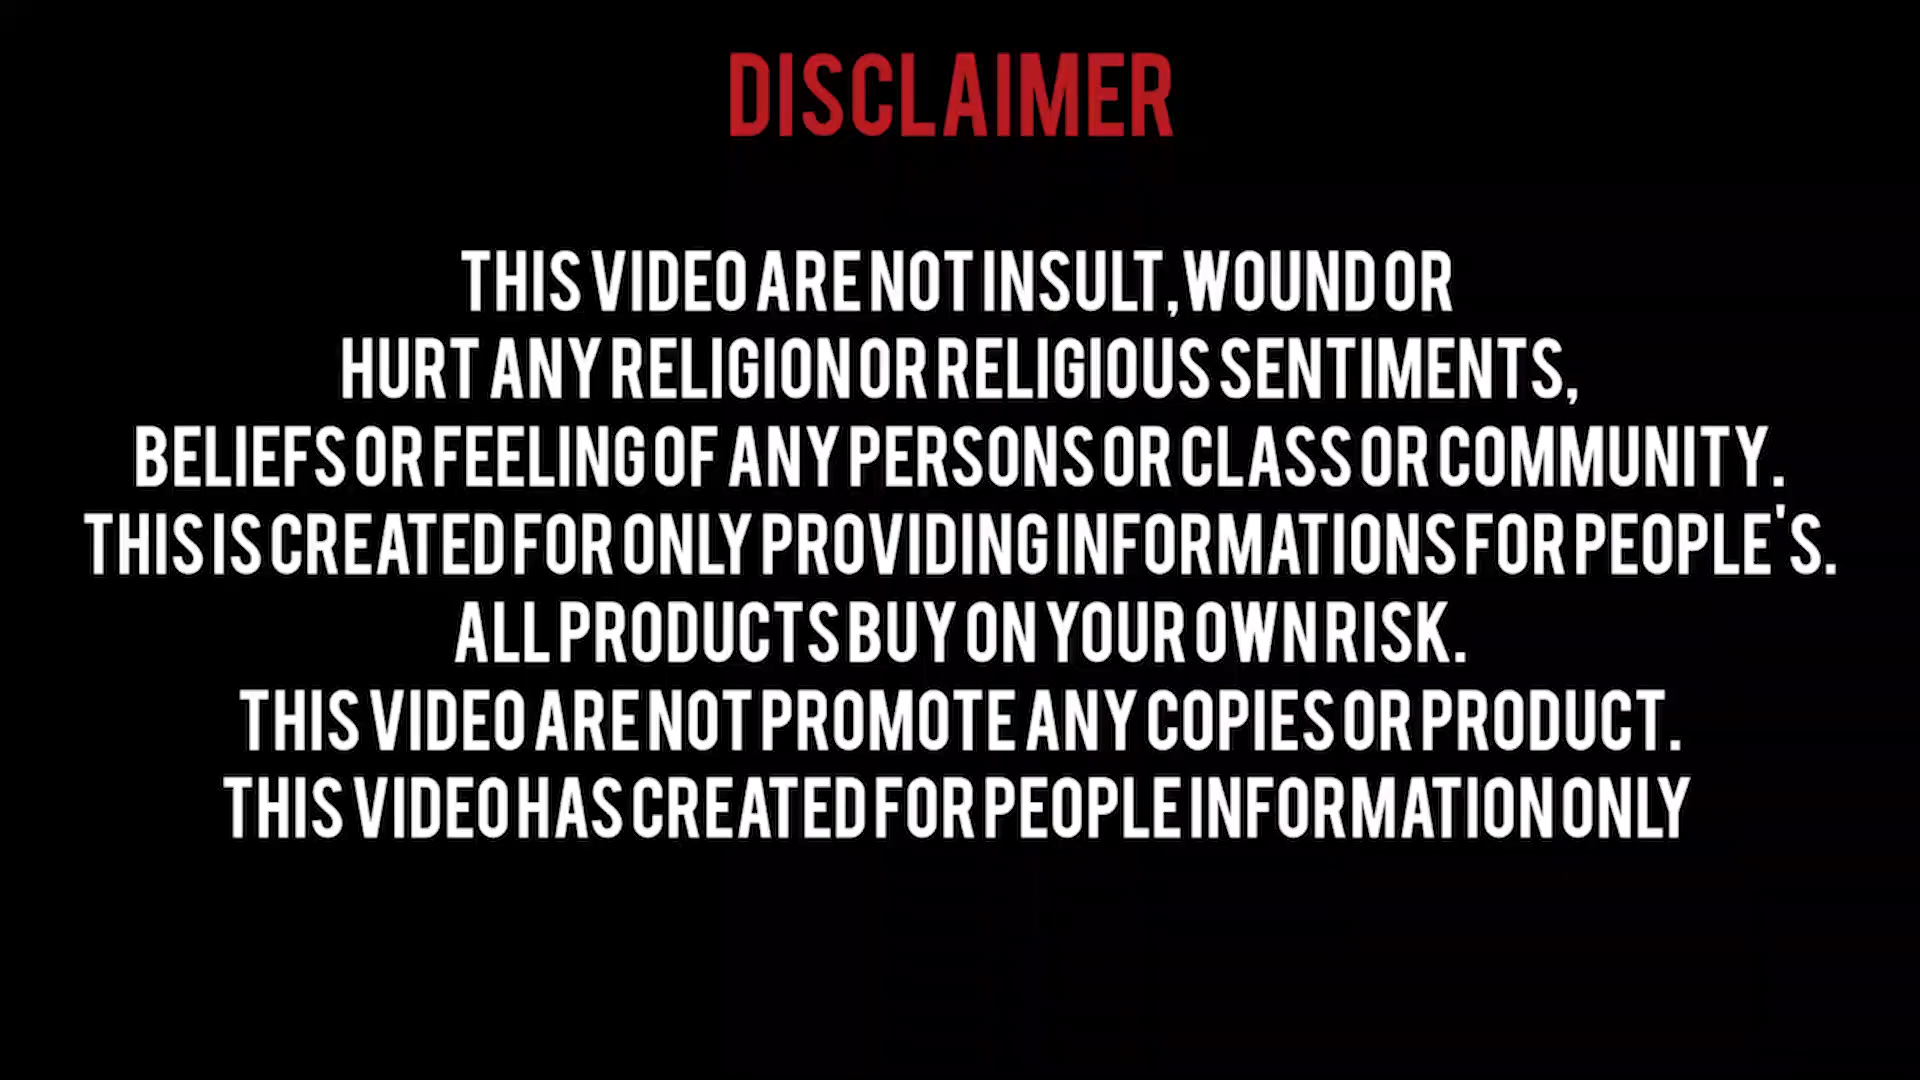 DISCLAIMER
THIS VIDEO ARE NOT INSULT, WOUND OR
HURT ANY RELIGION OR RELIGIOUS SENTIMENTS,
BELIEFS OR FEELING OF ANY PERSONS OR CLASS OR COMMUNITY.
THIS IS CREATED FOR ONLY PROVIDING INFORMATIONS FOR PEOPLE'S.
ALL PRODUCTS BUY ON YOUR OWN RISK.
THIS VIDEO ARE NOT PROMOTE ANY COPIES OR PRODUCT.
THIS VIDEO HAS CREATED FOR PEOPLE INFORMATION ONLY